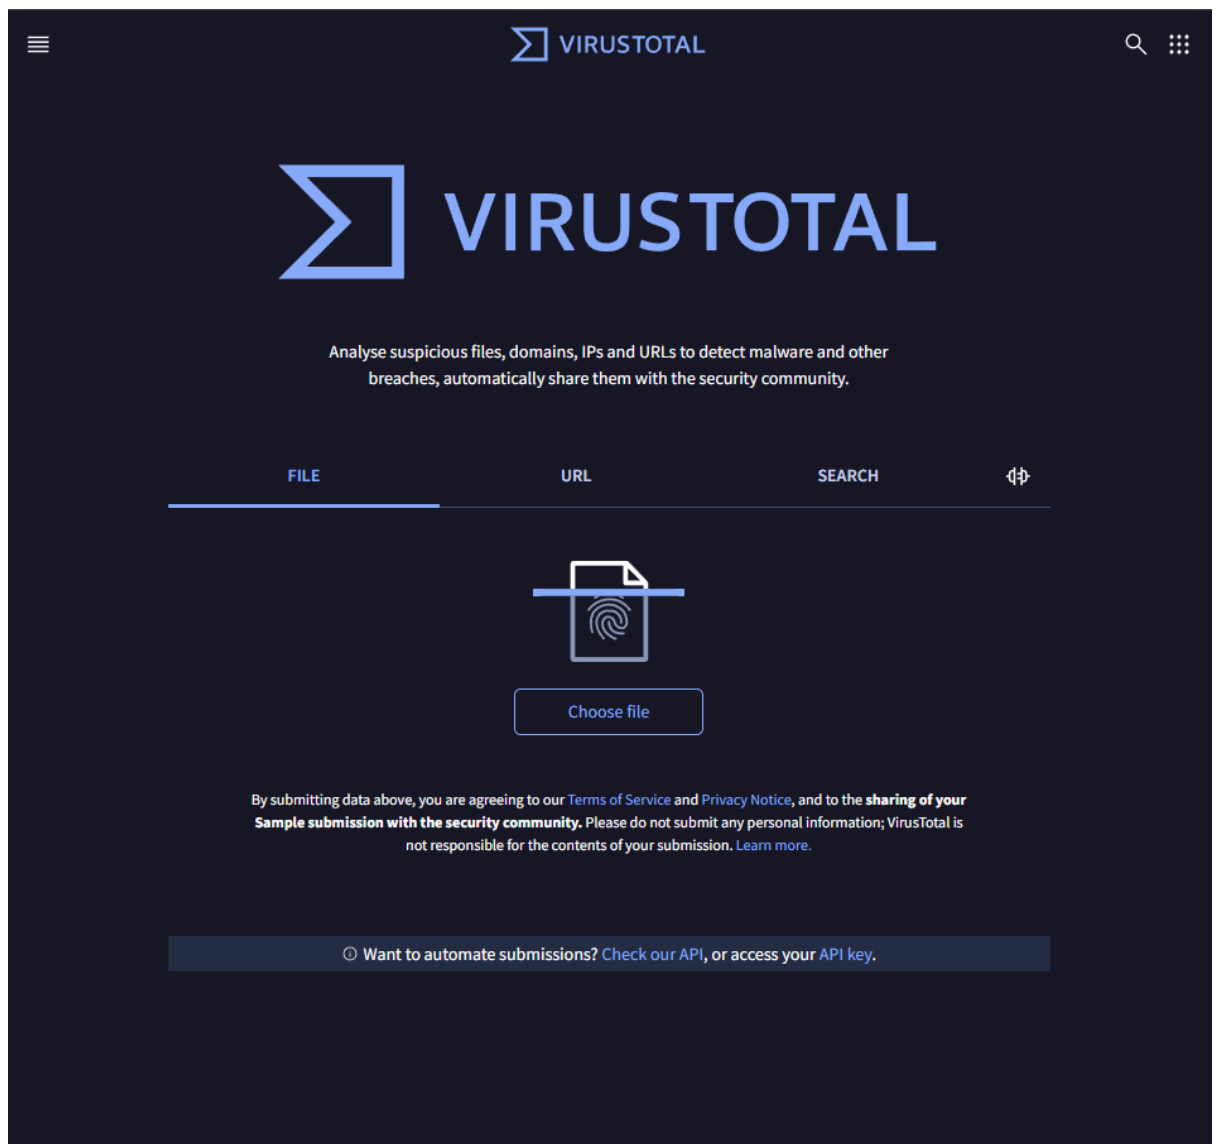 VIRUSTOTAL
VIRUSTOTAL
Analyse suspicious files, domains, IPs and URLs to detect malware and other
breaches, automatically share them with the security community.
FILE URL SEARCH
Choose file
By submitting data above, you are agreeing to our Terms of Service and Privacy Notice, and to the sharing of your
Sample submission with the security community. Please do not submit any personal information; VirusTotal is
not responsible for the contents of your submission. Learn more.
Want to automate submissions? Check our API, or access your API key.